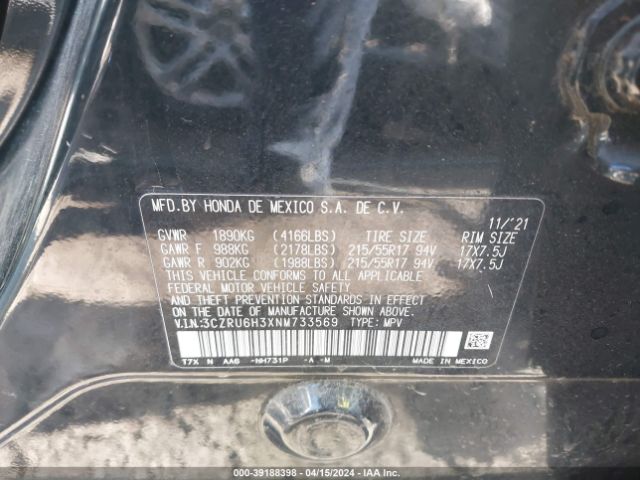 MFD.BY HONDA DE MEXICO S.A. DE C.V.
11/'21
GVWR 1890KG (4166LBS) TIRE SIZE RIM SIZE
GAWR F 988KG (2178LBS) 215/55R17 94V 17X7.5J
GAWR R 902KG (1988LBS) 215/55R17 94V 17X7.5J
THIS VEHICLE CONFORMS TO ALL APPLICABLE
FEDERAL MOTOR VEHICLE SAFETY
AND THEFT PREVENTION STANDARDS IN EFFECT
ON THE DATE OF MANUFACTURE SHOWN ABOVE.
V.I.N:3CZRU6H3XNM733569 TYPE: MPV
T7X N AA6 -NH731P -A -M MADE IN MEXICO
000-39188398 - 04/15/2024 - IAA Inc.